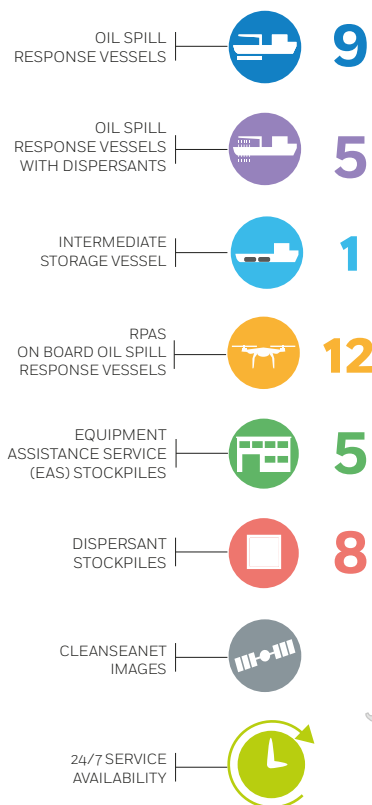 OIL SPILL
RESPONSE VESSELS
9
OIL SPILL
RESPONSE VESSELS
WITH DISPERSANTS
5
INTERMEDIATE
STORAGE VESSEL
1
RPAS
ON BOARD OIL SPILL
RESPONSE VESSELS
12
EQUIPMENT
ASSISTANCE SERVICE
(EAS) STOCKPILES
5
DISPERSANT
STOCKPILES
8
CLEANSEANET
IMAGES
24/7 SERVICE
AVAILABILITY